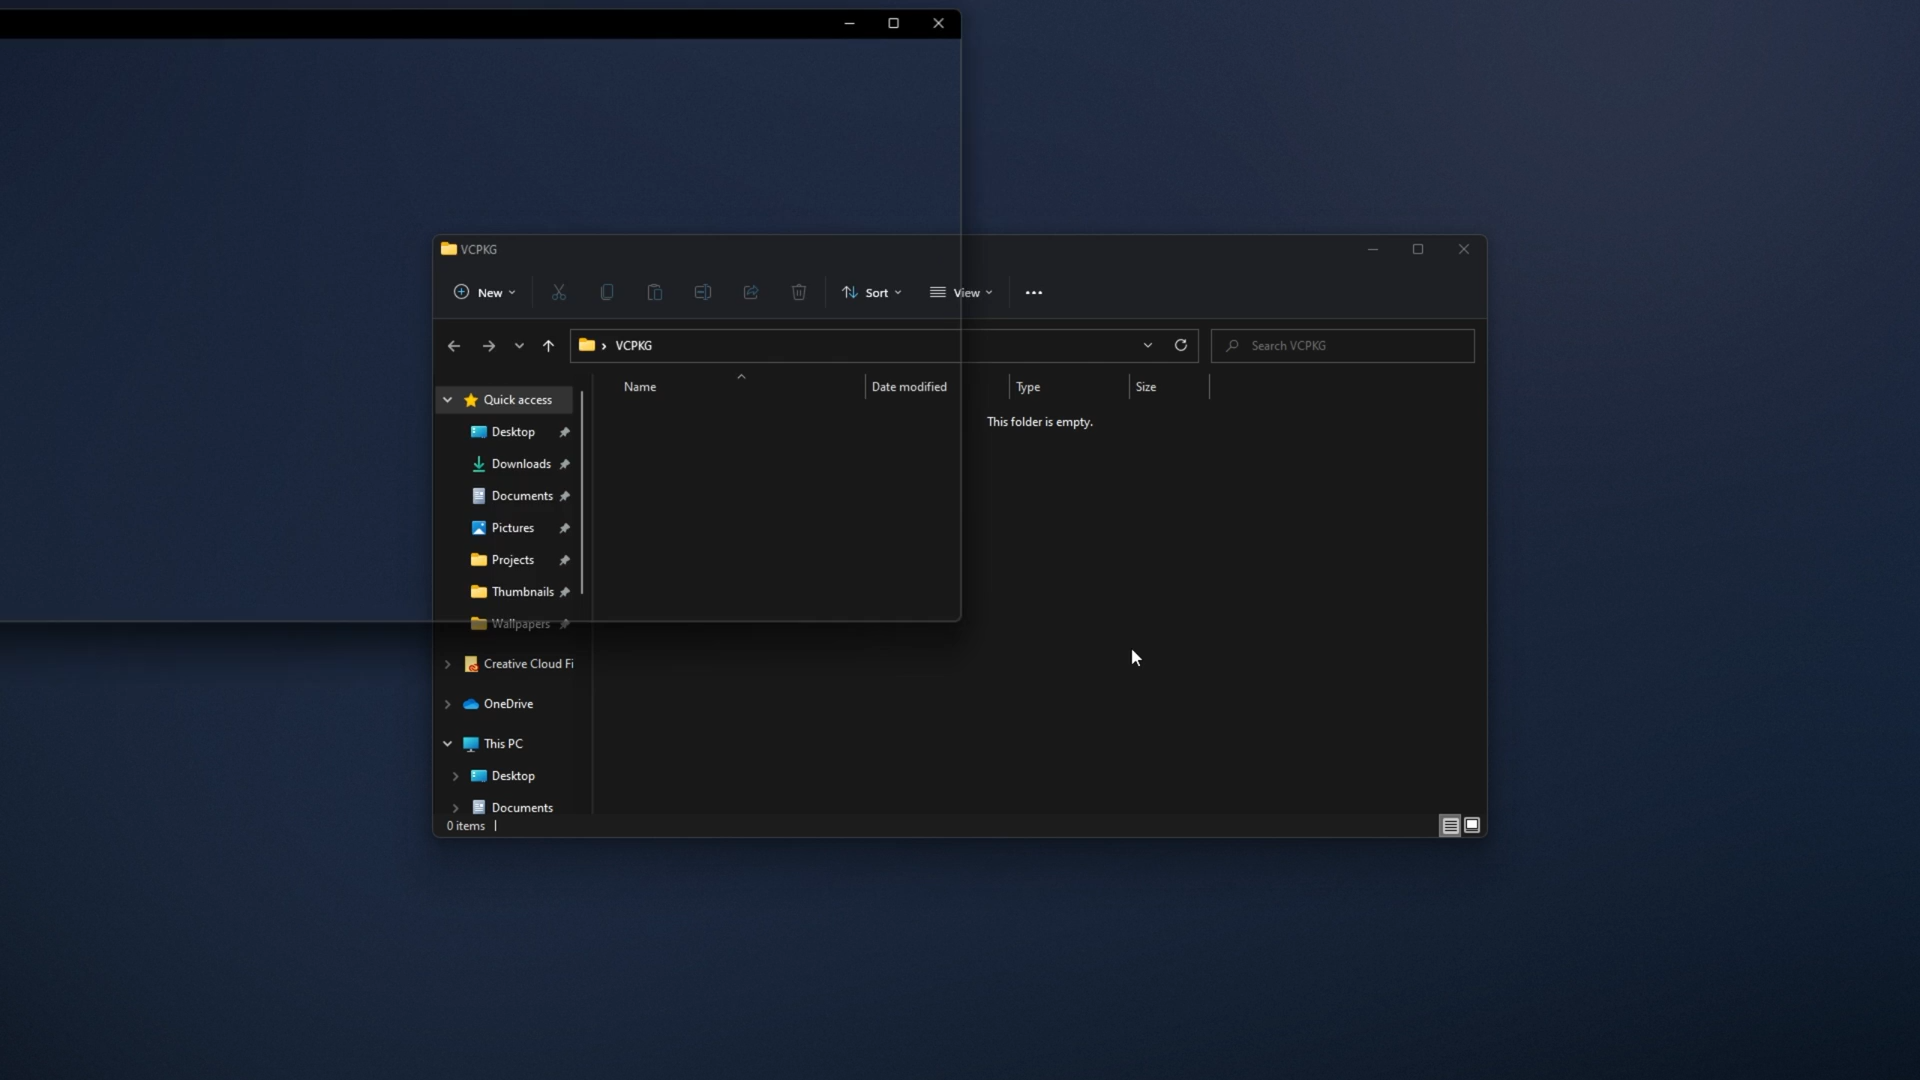 VCPKG
New
Sort
View
VCPKG
Search VCPKG
Name
Date modified
Type
Size
This folder is empty.
Quick access
Desktop
Downloads
Documents
Pictures
Projects
Thumbnails
Wallpapers
Creative Cloud Fi
OneDrive
This PC
Desktop
Documents
0 items